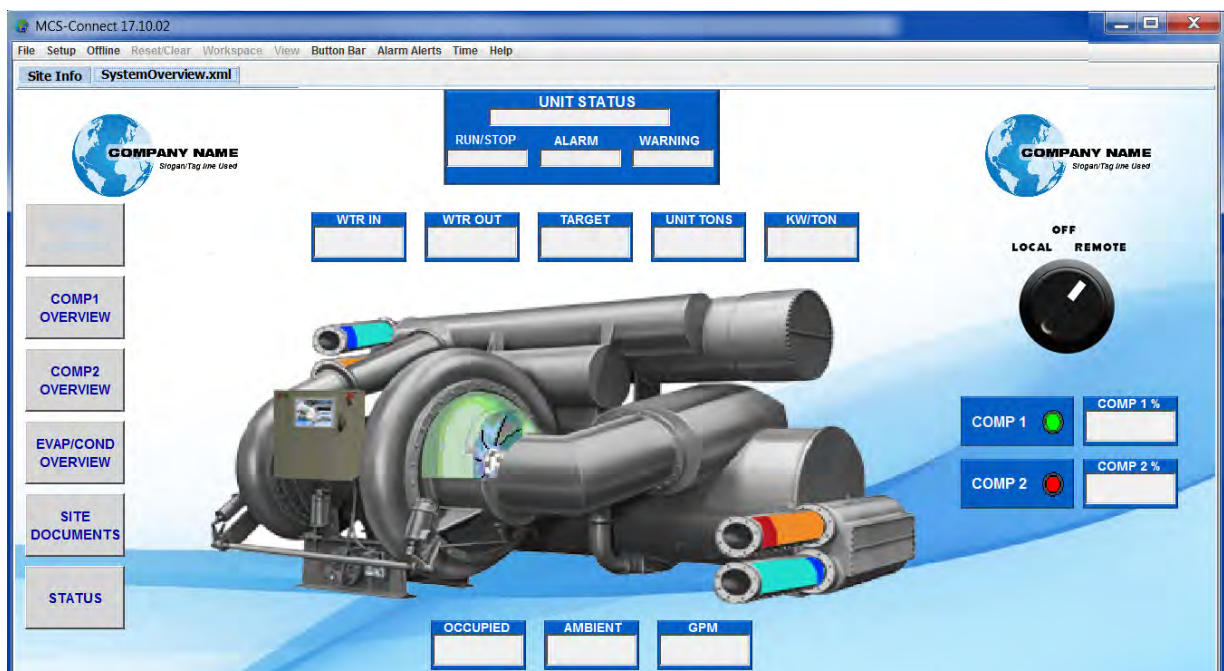 MCS-Connect 17.10.02
File Setup Offline Reset/Clear Workspace View Button Bar Alarm Alerts Time Help
Site Info SystemOverview.xml
UNIT STATUS
RUN/STOP ALARM WARNING
COMPANY NAME
Slogan/Tag line Used
COMPANY NAME
Slogan/Tag line Used
WTR IN WTR OUT TARGET UNIT TONS KW/TON
OFF
LOCAL REMOTE
COMP1
OVERVIEW
COMP2
OVERVIEW
EVAP/COND
OVERVIEW
SITE
DOCUMENTS
STATUS
COMP 1
COMP 1 %
COMP 2
COMP 2 %
OCCUPIED AMBIENT GPM